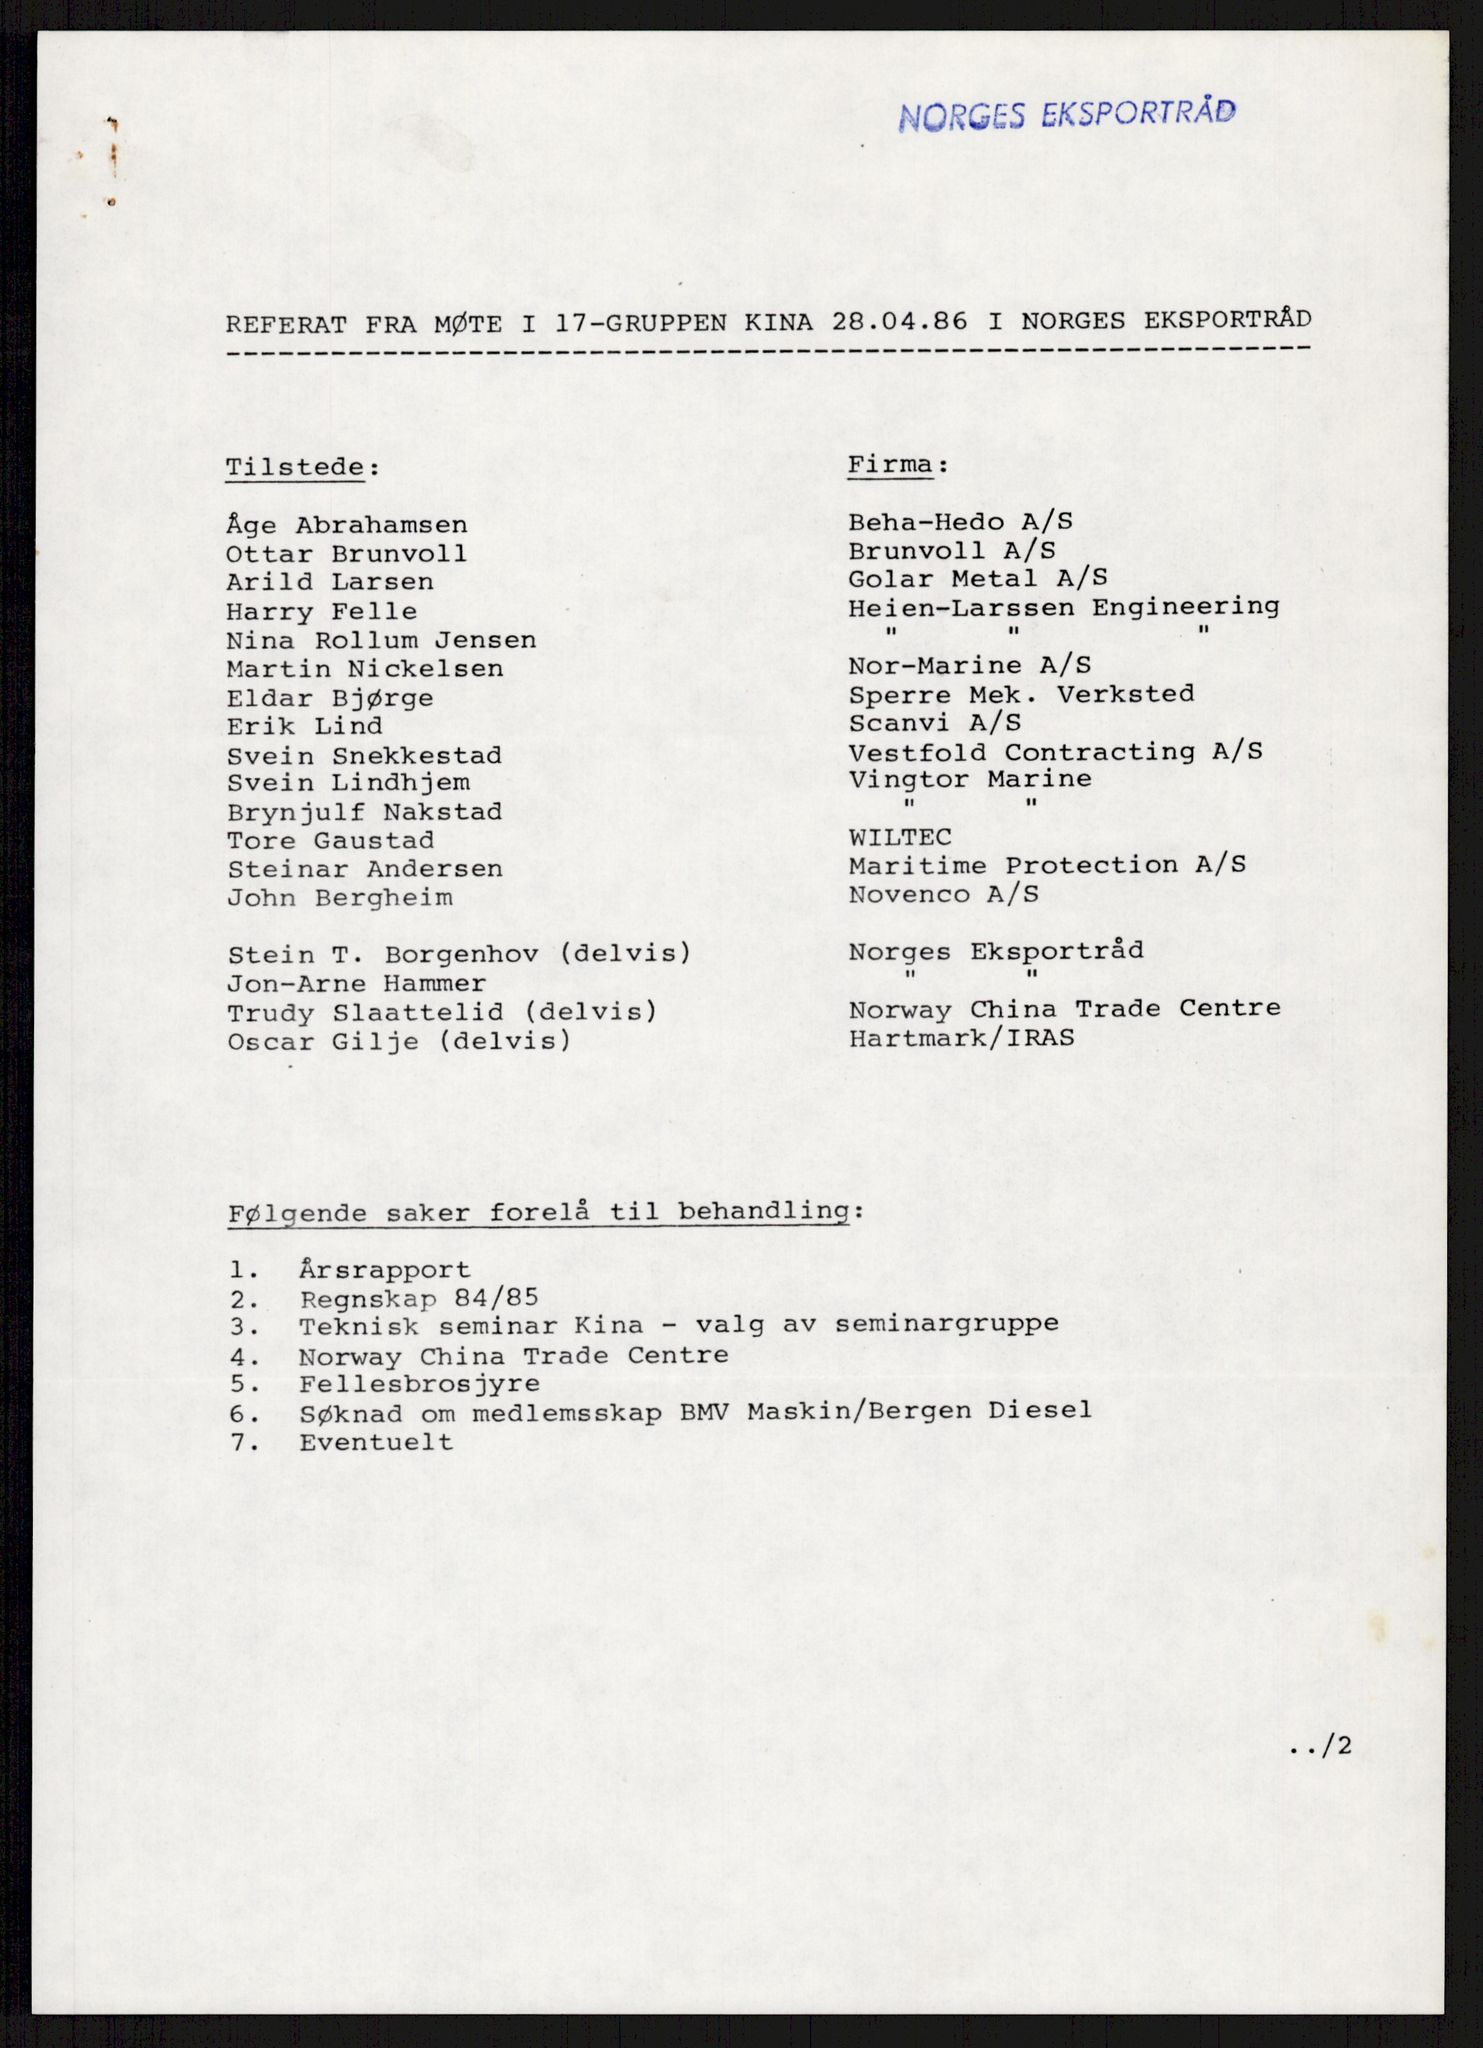 NORGES EKSPORTRÅD
REFERAT FRA MØTE I 17-GRUPPEN KINA 28.04.86 I NORGES EKSPORTRÅD
--------------------------------------------------------------
Tilstede: Firma:
Åge Abrahamsen Beha-Hedo A/S
Ottar Brunvoll Brunvoll A/S
Arild Larsen Golar Metal A/S
Harry Felle Heien-Larssen Engineering
Nina Rollum Jensen " " "
Martin Nickelsen Nor-Marine A/S
Eldar Bjørge Sperre Mek. Verksted
Erik Lind Scanvi A/S
Svein Snekkestad Vestfold Contracting A/S
Svein Lindhjem Vingtor Marine
Brynjulf Nakstad " "
Tore Gaustad WILTEC
Steinar Andersen Maritime Protection A/S
John Bergheim Novenco A/S
Stein T. Borgenhov (delvis) Norges Eksportråd
Jon-Arne Hammer " "
Trudy Slaattelid (delvis) Norway China Trade Centre
Oscar Gilje (delvis) Hartmark/IRAS
Følgende saker forelå til behandling:
1. Årsrapport
2. Regnskap 84/85
3. Teknisk seminar Kina - valg av seminargruppe
4. Norway China Trade Centre
5. Fellesbrosjyre
6. Søknad om medlemsskap BMV Maskin/Bergen Diesel
7. Eventuelt
../2